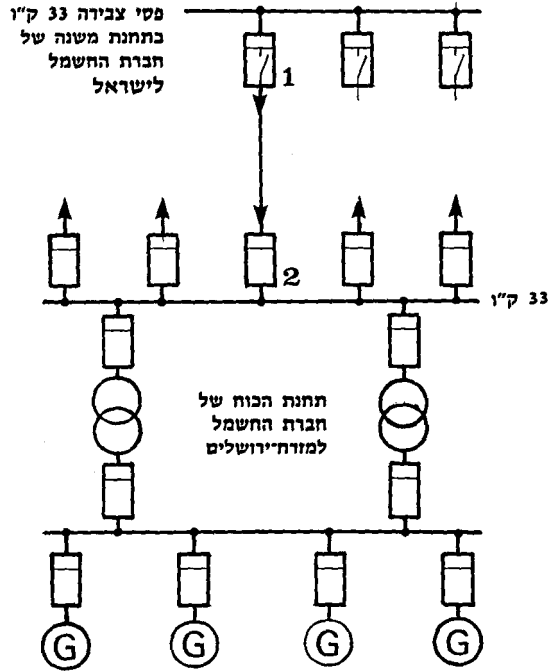 פסי צבירה 33 ק"ו
בתחנת משנה של
חברת החשמל
לישראל
1
2
33 ק"ו
תחנת הכוח של
חברת החשמל
למזרח־ירושלים
G
G
G
G